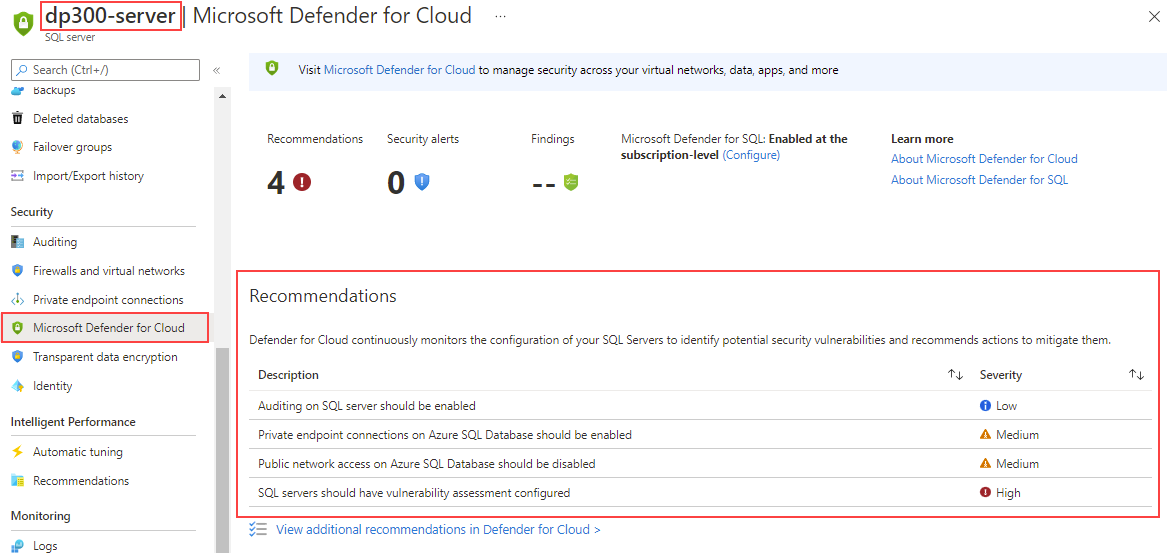 dp300-server | Microsoft Defender for Cloud ...
SQL server
Search (Ctrl+/)
Backups
Deleted databases
Failover groups
Import/Export history
Security
Auditing
Firewalls and virtual networks
Private endpoint connections
Microsoft Defender for Cloud
Transparent data encryption
Identity
Intelligent Performance
Automatic tuning
Recommendations
Monitoring
Logs
Visit Microsoft Defender for Cloud to manage security across your virtual networks, data, apps, and more
Recommendations
4
Security alerts
0
Findings
--
Microsoft Defender for SQL: Enabled at the
subscription-level (Configure)
Learn more
About Microsoft Defender for Cloud
About Microsoft Defender for SQL
Recommendations
Defender for Cloud continuously monitors the configuration of your SQL Servers to identify potential security vulnerabilities and recommends actions to mitigate them.
Description Severity
Auditing on SQL server should be enabled Low
Private endpoint connections on Azure SQL Database should be enabled Medium
Public network access on Azure SQL Database should be disabled Medium
SQL servers should have vulnerability assessment configured High
View additional recommendations in Defender for Cloud >